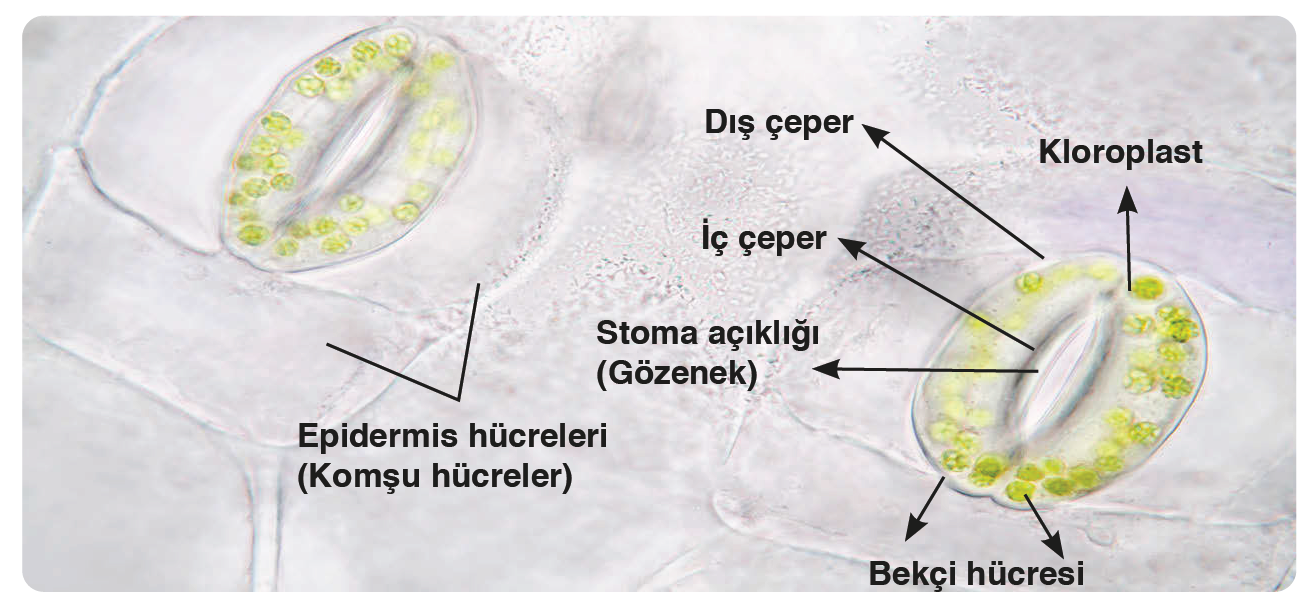 Dış çeper
Kloroplast
İç çeper
Stoma açıklığı
(Gözenek)
Epidermis hücreleri
(Komşu hücreler)
Bekçi hücresi